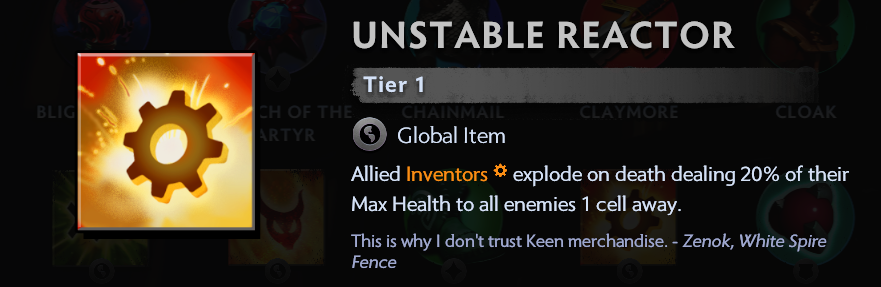 UNSTABLE REACTOR
Tier 1
Global Item
Allied Inventors explode on death dealing 20% of their
Max Health to all enemies 1 cell away.
This is why I don't trust Keen merchandise. - Zenok, White Spire
Fence
CHAINMAIL
CLAYMORE
CLOAK